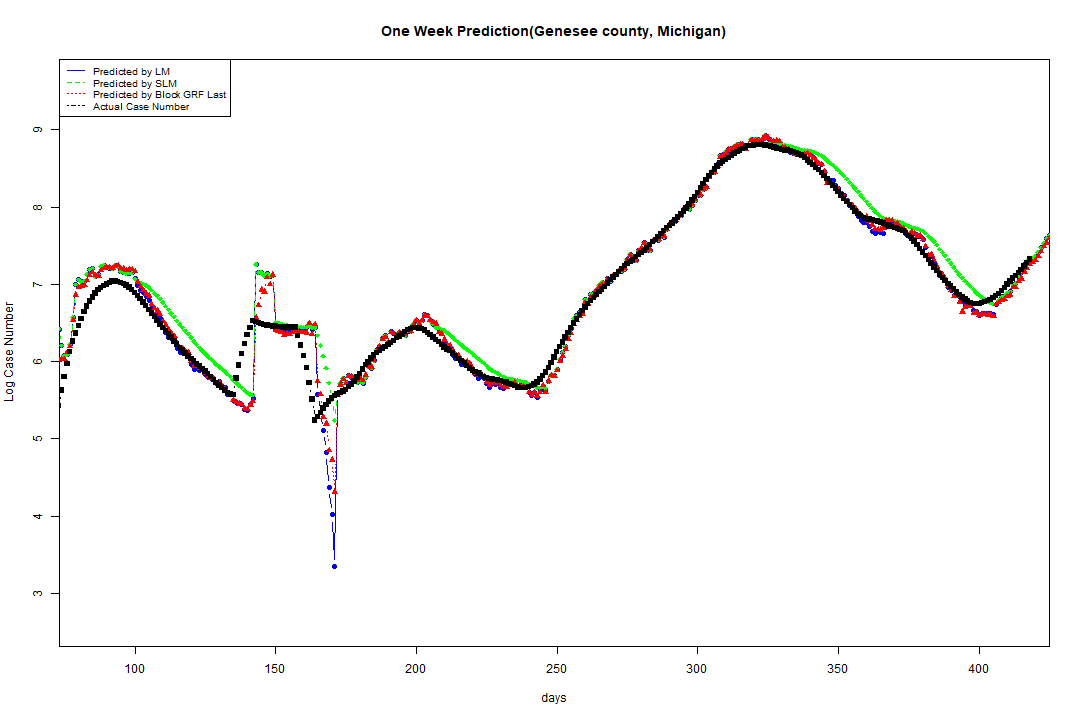 One Week Prediction(Genesee county, Michigan)
Predicted by LM
Predicted by SLM
Predicted by Block GRF Last
Actual Case Number
Log Case Number
9
8
7
6
5
4
3
100 150 200 250 300 350 400
days